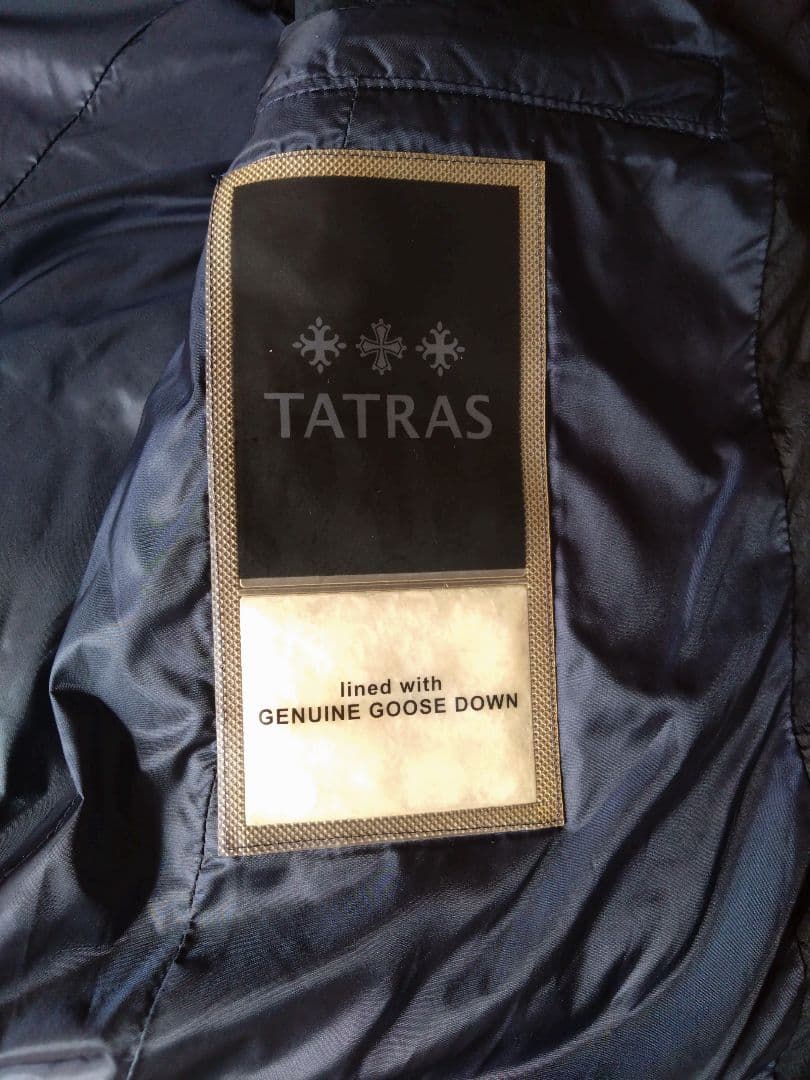 TATRAS
lined with
GENUINE GOOSE DOWN